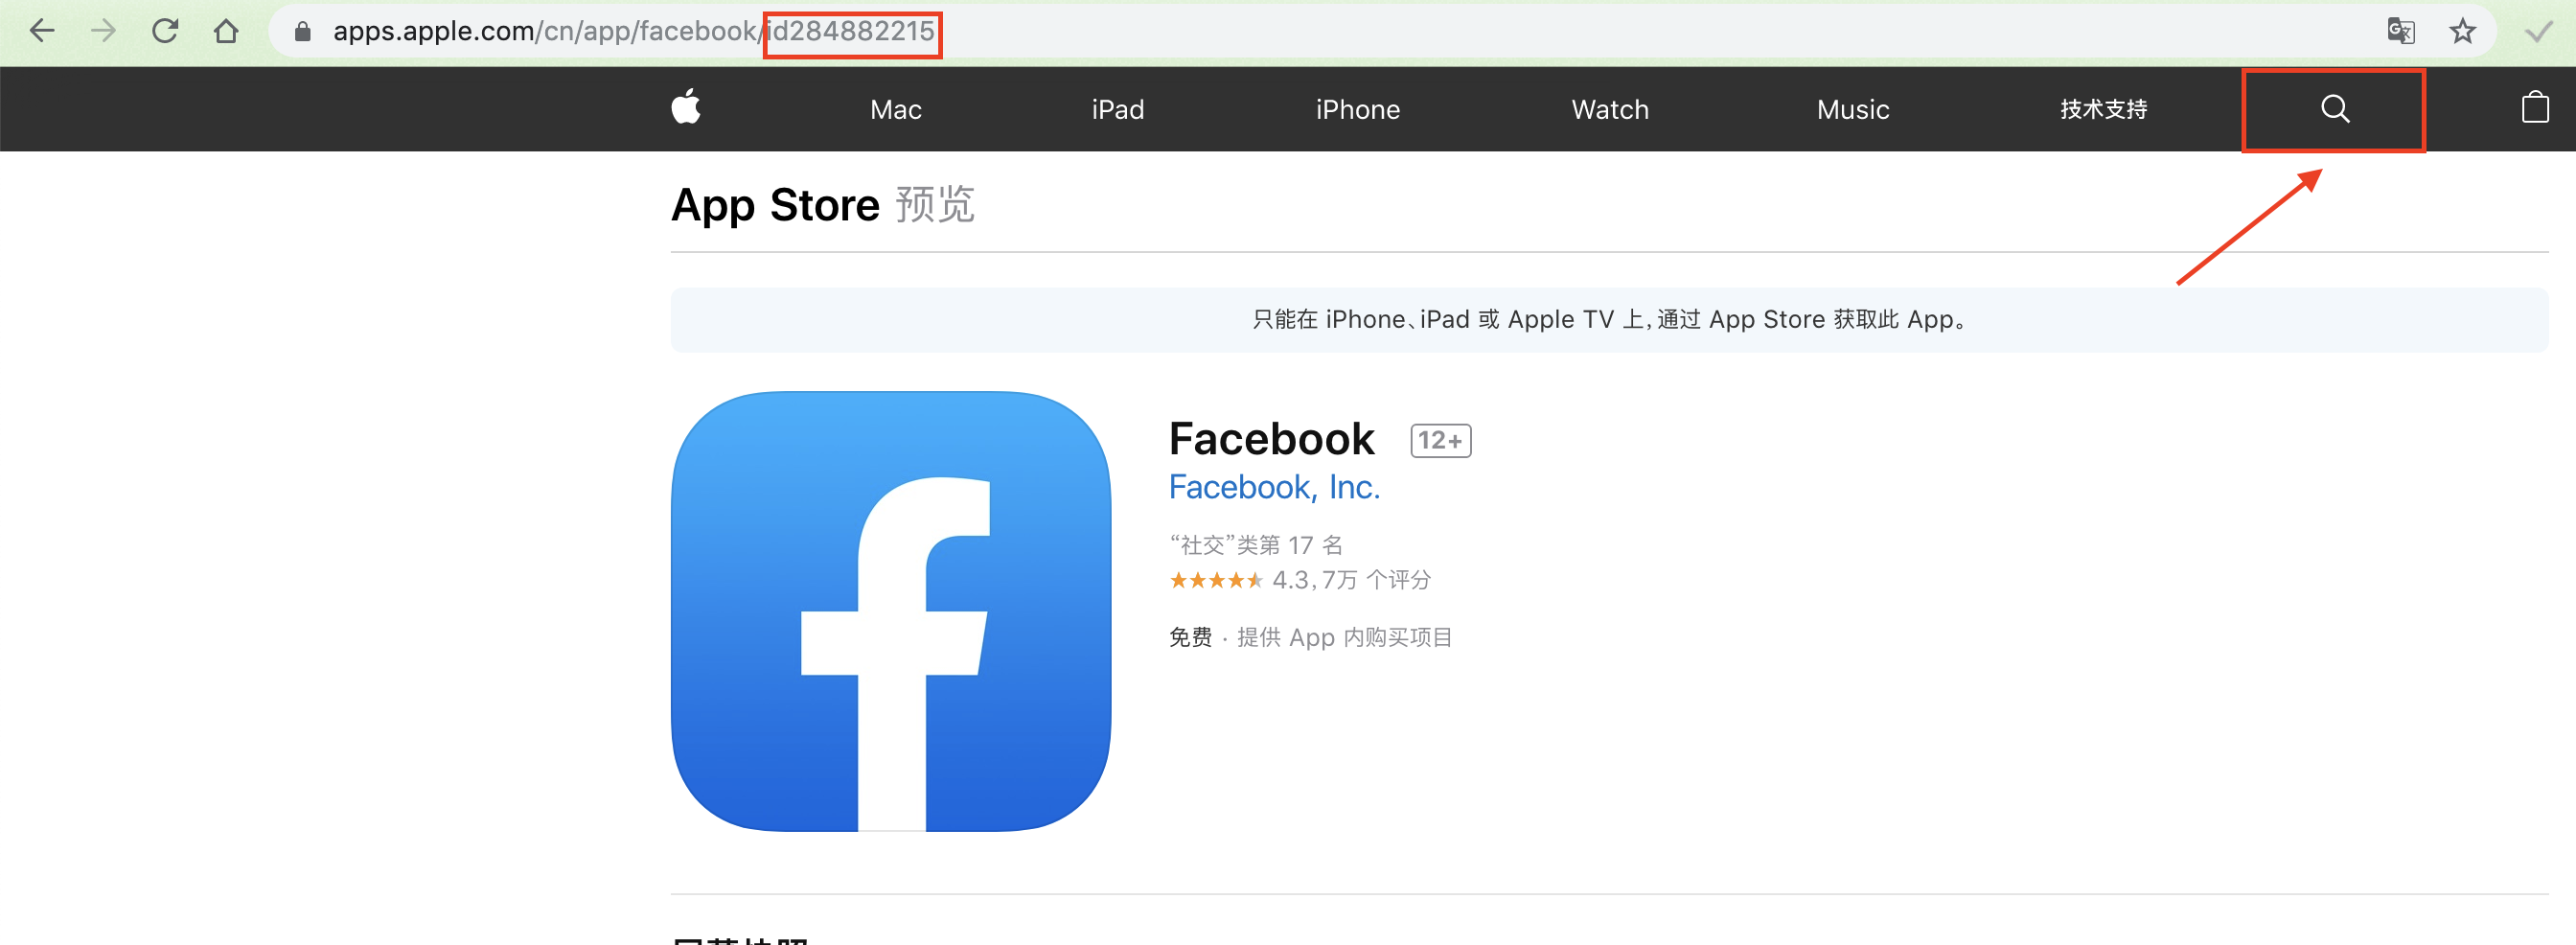 apps.apple.com/cn/app/facebook/id284882215
Mac iPad iPhone Watch Music 技术支持
App Store 预览
只能在 iPhone、iPad 或 Apple TV 上，通过 App Store 获取此 App。
Facebook 12+
Facebook, Inc.
“社交”类第 17 名
4.3，7万 个评分
免费 · 提供 App 内购买项目